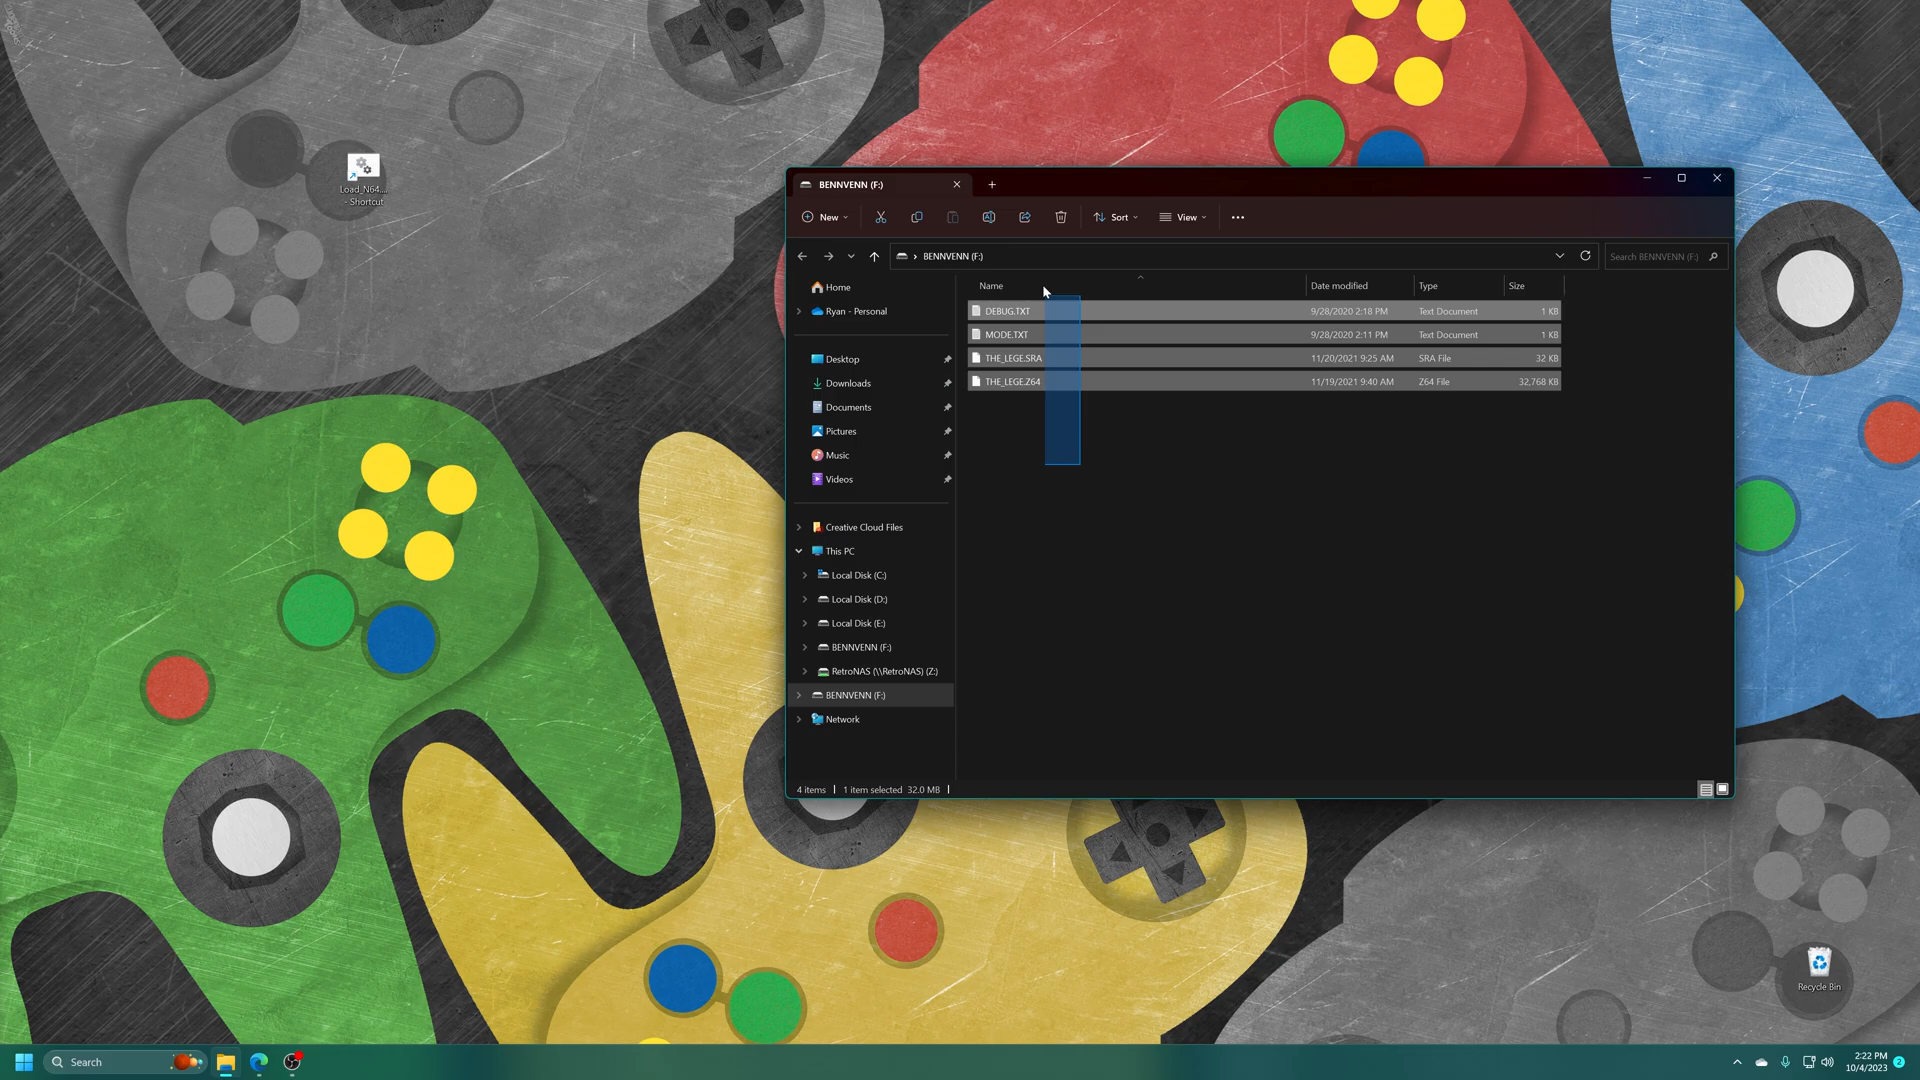 Load_N64....
- Shortcut
BENNVENN (F:)
New
Sort
View
BENNVENN (F:)
Search BENNVENN (F:)
Name
Date modified
Type
Size
DEBUG.TXT
9/28/2020 2:18 PM
Text Document
1 KB
MODE.TXT
9/28/2020 2:11 PM
Text Document
1 KB
THE_LEGE.SRA
11/20/2021 9:25 AM
SRA File
32 KB
THE_LEGE.Z64
11/19/2021 9:40 AM
Z64 File
32,768 KB
Home
Ryan - Personal
Desktop
Downloads
Documents
Pictures
Music
Videos
Creative Cloud Files
This PC
Local Disk (C:)
Local Disk (D:)
Local Disk (E:)
BENNVENN (F:)
RetroNAS (\\RetroNAS) (Z:)
BENNVENN (F:)
Network
4 items
1 item selected 32.0 MB
Recycle Bin
Search
2:22 PM
10/4/2023
2